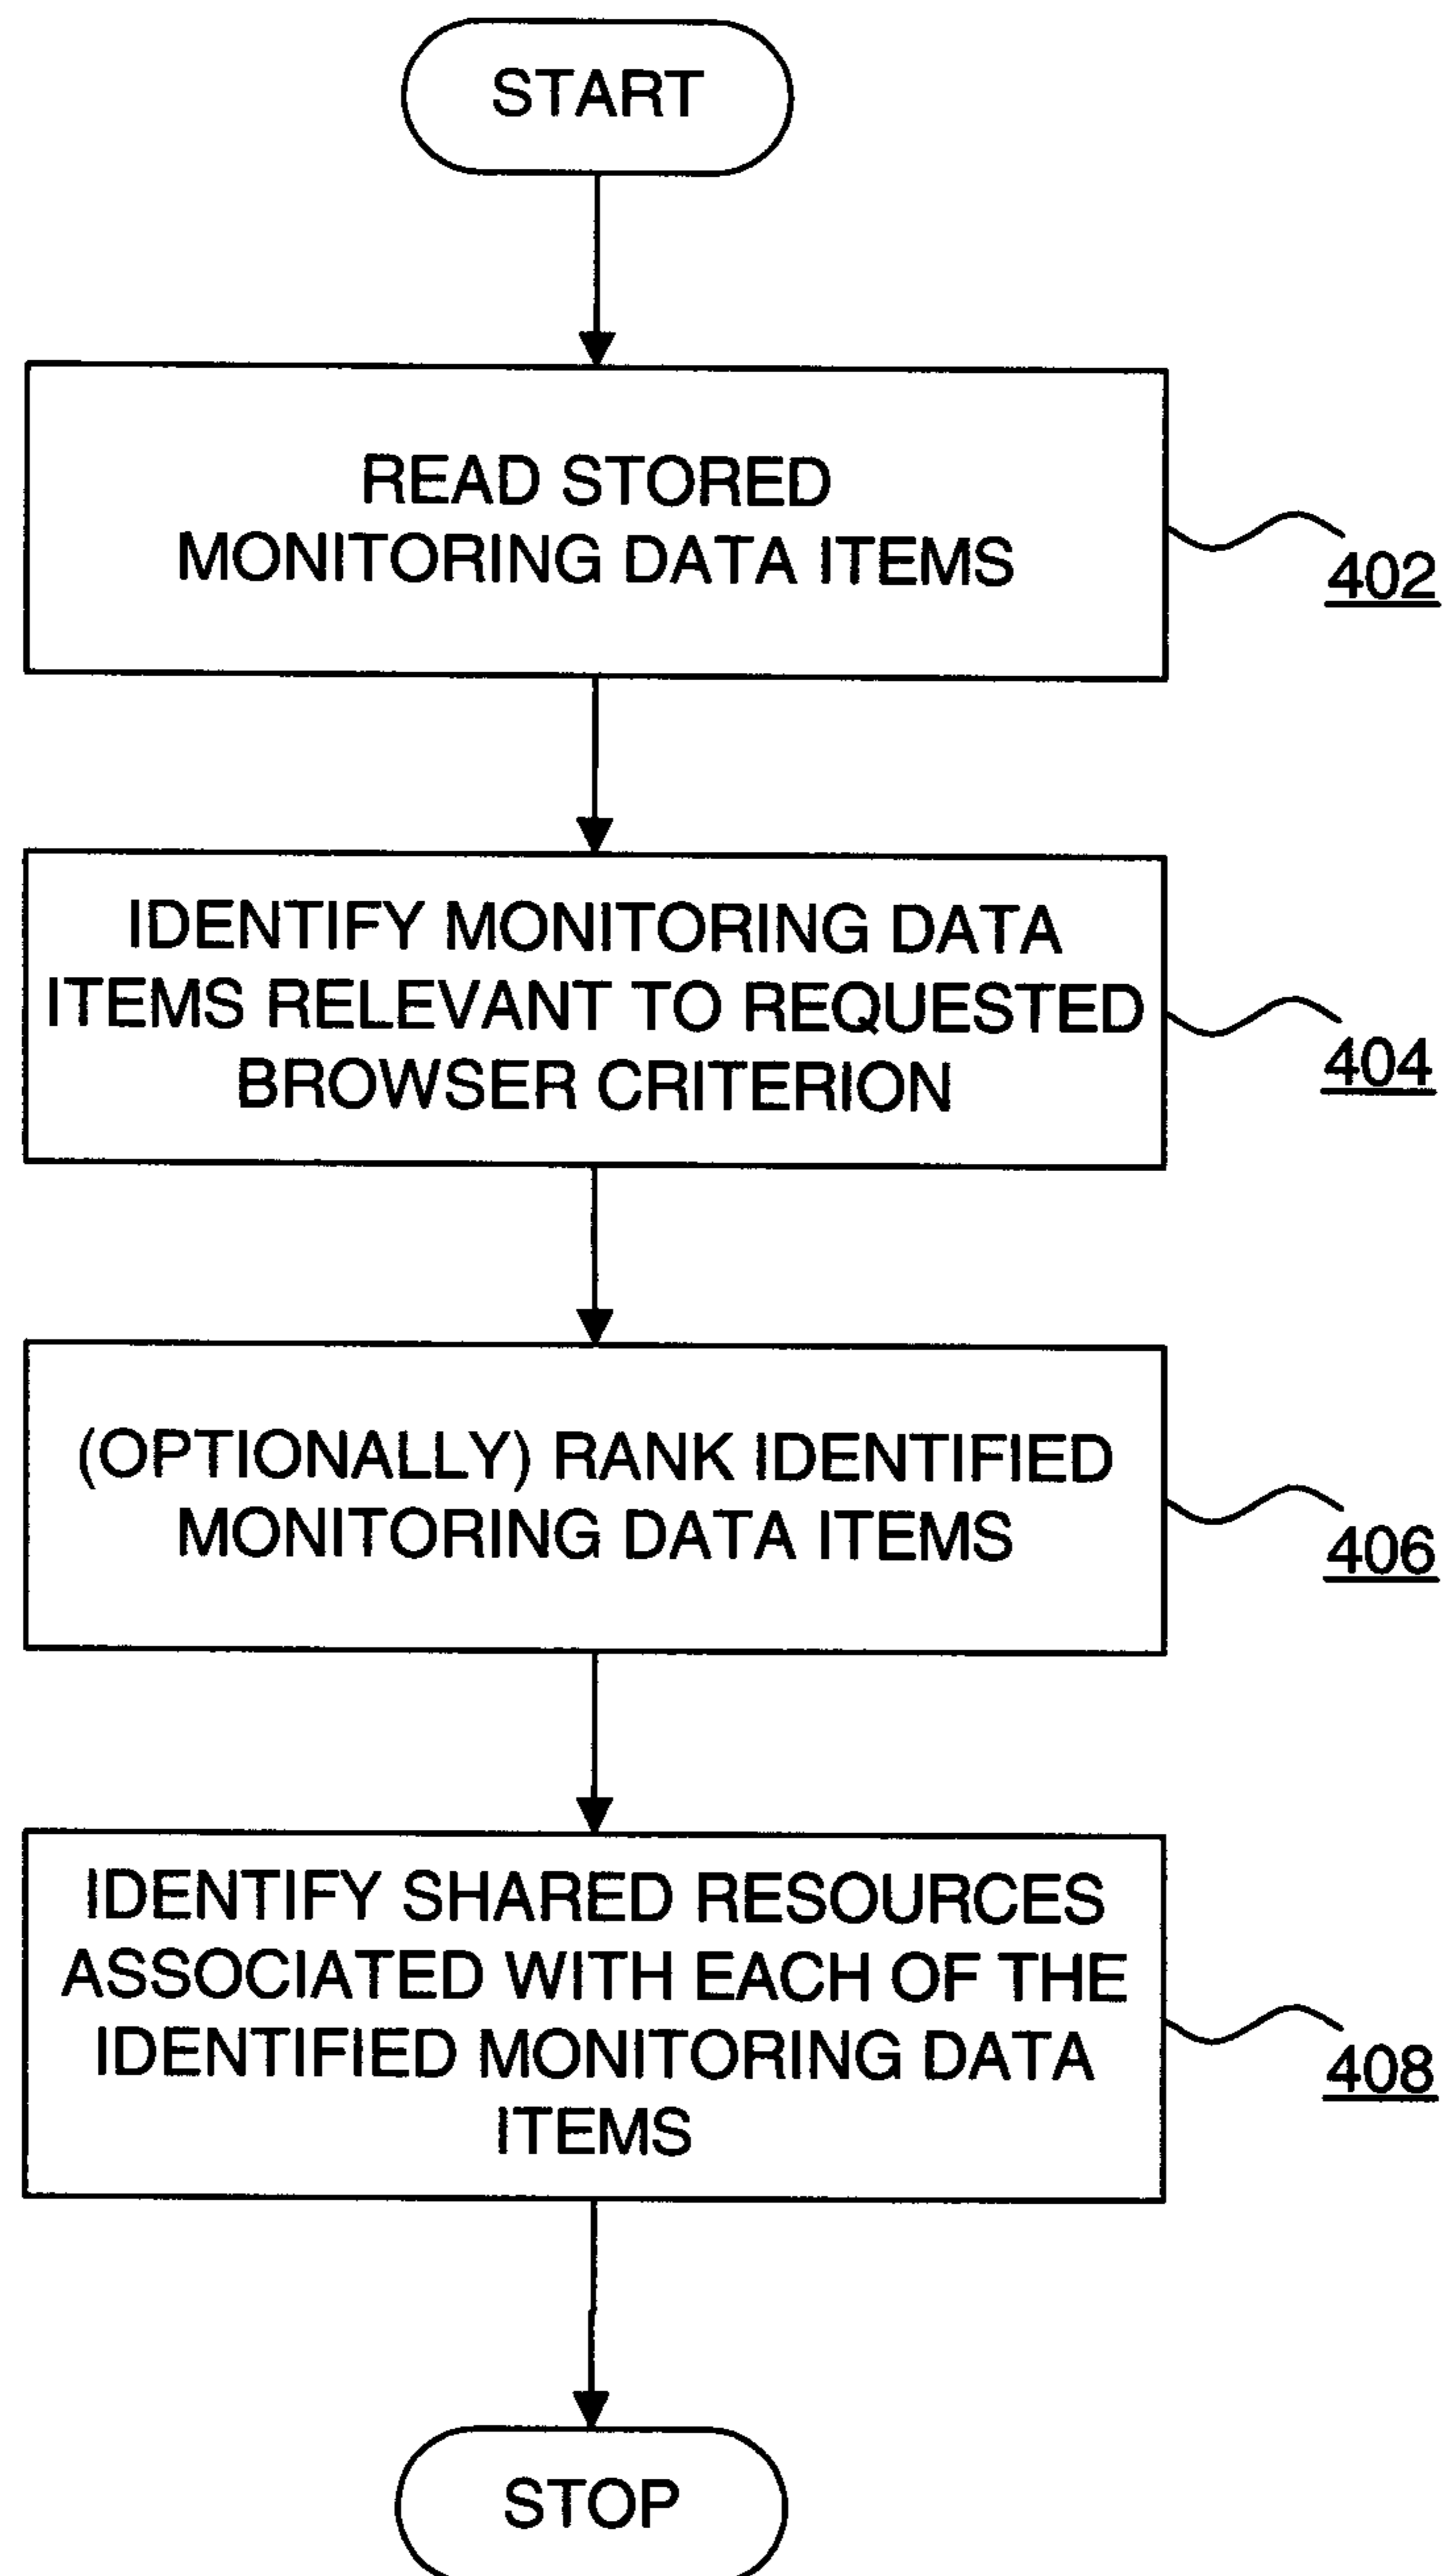 START
READ STORED
MONITORING DATA ITEMS
402
IDENTIFY MONITORING DATA
ITEMS RELEVANT TO REQUESTED
BROWSER CRITERION
404
(OPTIONALLY) RANK IDENTIFIED
MONITORING DATA ITEMS
406
IDENTIFY SHARED RESOURCES
ASSOCIATED WITH EACH OF THE
IDENTIFIED MONITORING DATA
ITEMS
408
STOP